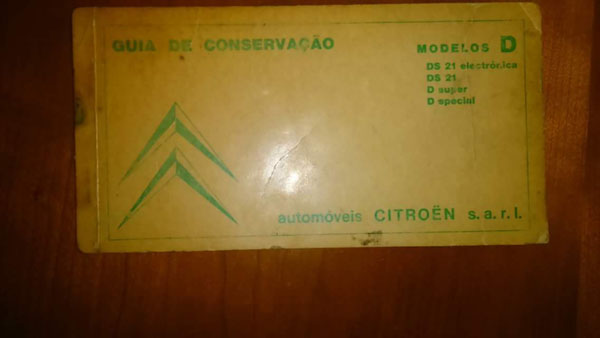 GUIA DE CONSERVAÇÃO
MODELOS D
DS 21 electrónica
DS 21
D super
D special
automóveis CITROËN s.a.r.l.